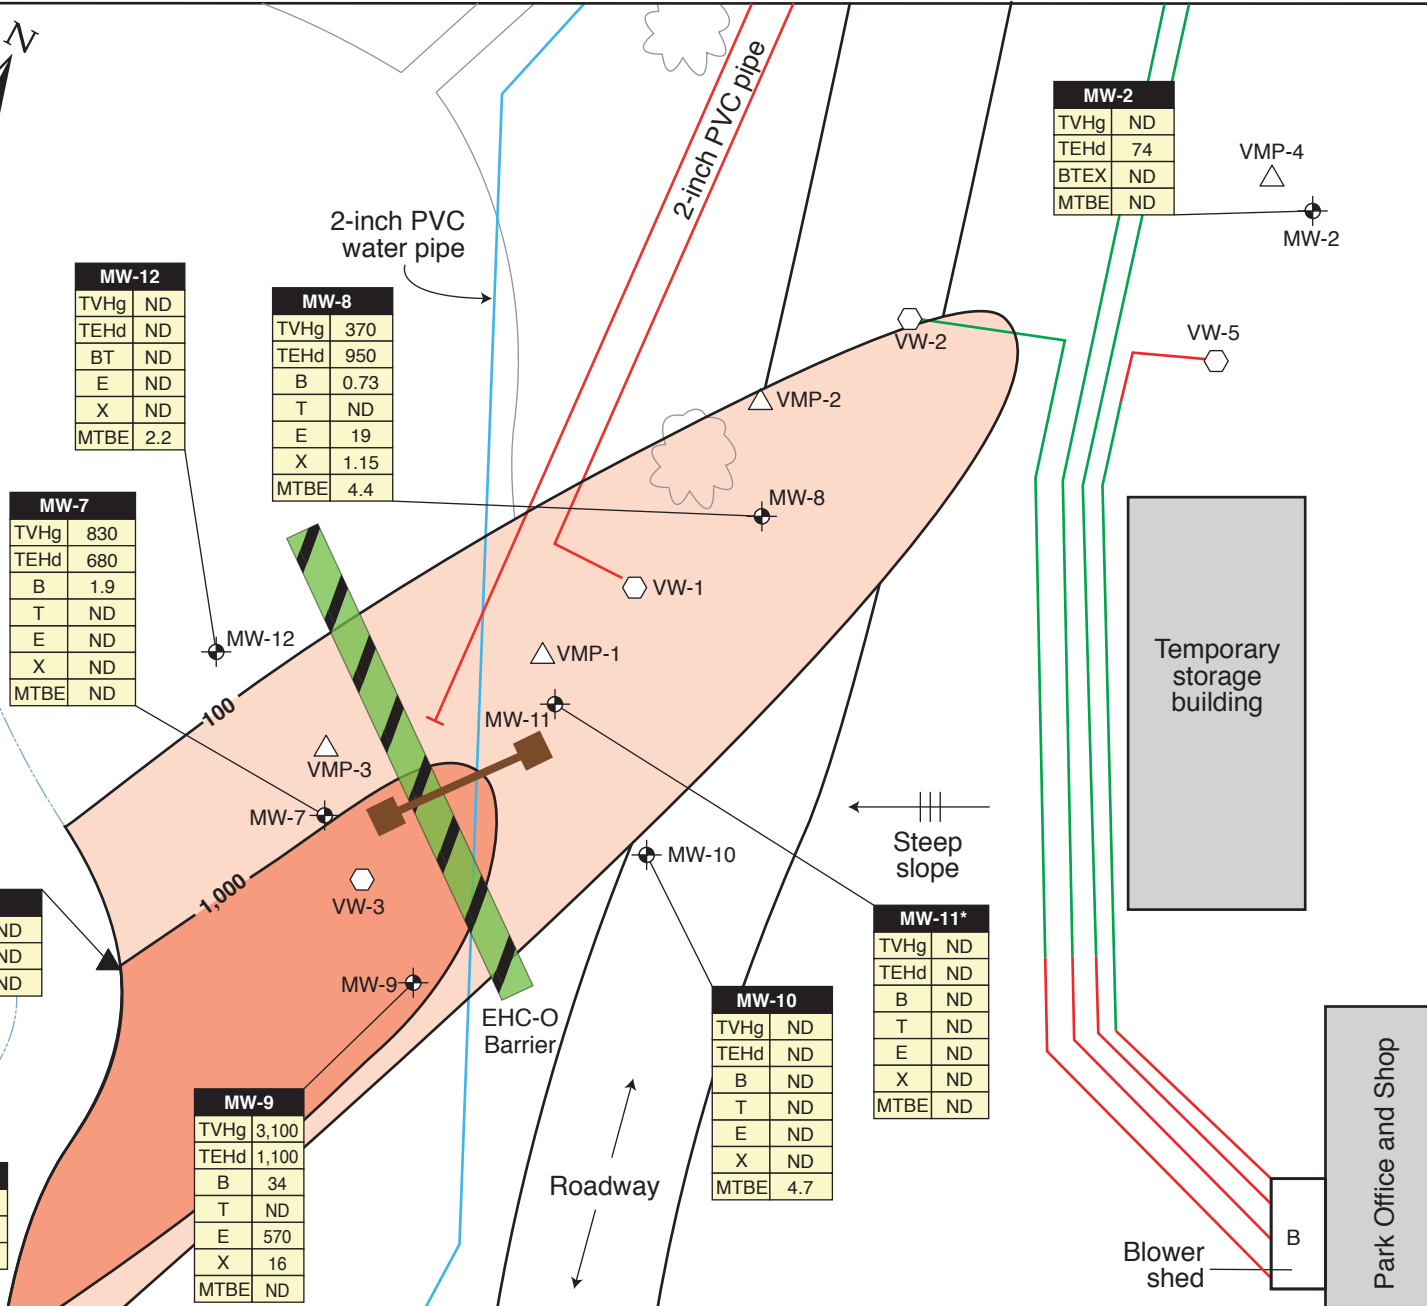 N
2-inch PVC pipe
MW-2
TVHg ND
TEHd 74
BTEX ND
MTBE ND
VMP-4
MW-2
2-inch PVC
water pipe
MW-12
TVHg ND
TEHd ND
BT ND
E ND
X ND
MTBE 2.2
MW-8
TVHg 370
TEHd 950
B 0.73
T ND
E 19
X 1.15
MTBE 4.4
VW-2
VW-5
VMP-2
MW-7
TVHg 830
TEHd 680
B 1.9
T ND
E ND
X ND
MTBE ND
MW-8
VW-1
MW-12
VMP-1
Temporary
storage
building
100
MW-11
VMP-3
MW-7
Steep
slope
MW-10
1,000
VW-3
ND
ND
ND
MW-9
EHC-O
Barrier
MW-11*
TVHg ND
TEHd ND
B ND
T ND
E ND
X ND
MTBE ND
MW-10
TVHg ND
TEHd ND
B ND
T ND
E ND
X ND
MTBE 4.7
MW-9
TVHg 3,100
TEHd 1,100
B 34
T ND
E 570
X 16
MTBE ND
Roadway
Blower
shed
B
Park Office and Shop